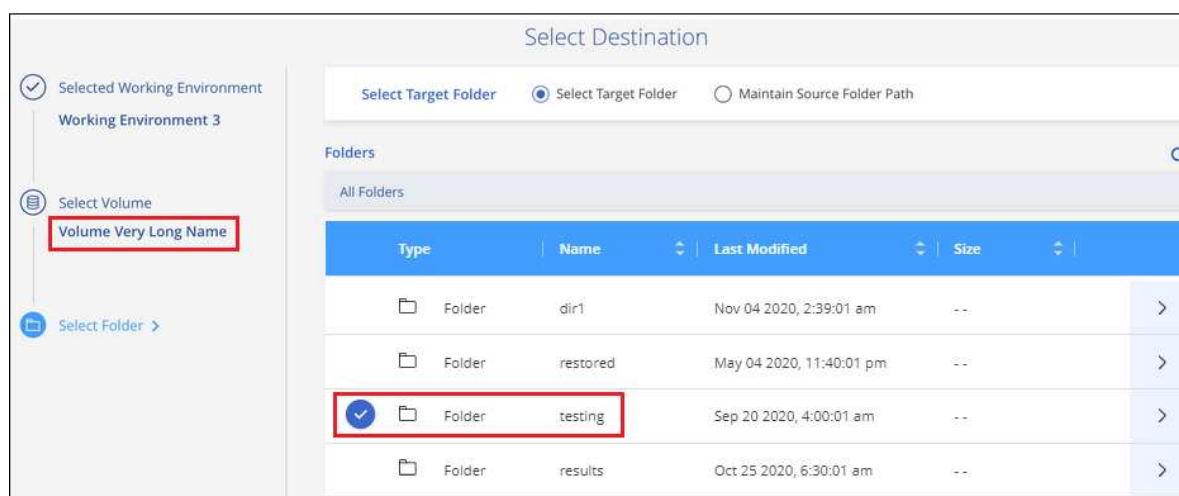 Select Destination
Selected Working Environment
Working Environment 3
Select Volume
Volume Very Long Name
Select Folder >
Select Target Folder Select Target Folder Maintain Source Folder Path
Folders
All Folders
Type Name Last Modified Size
Folder dir1 Nov 04 2020, 2:39:01 am - -
Folder restored May 04 2020, 11:40:01 pm - -
Folder testing Sep 20 2020, 4:00:01 am - -
Folder results Oct 25 2020, 6:30:01 am - -